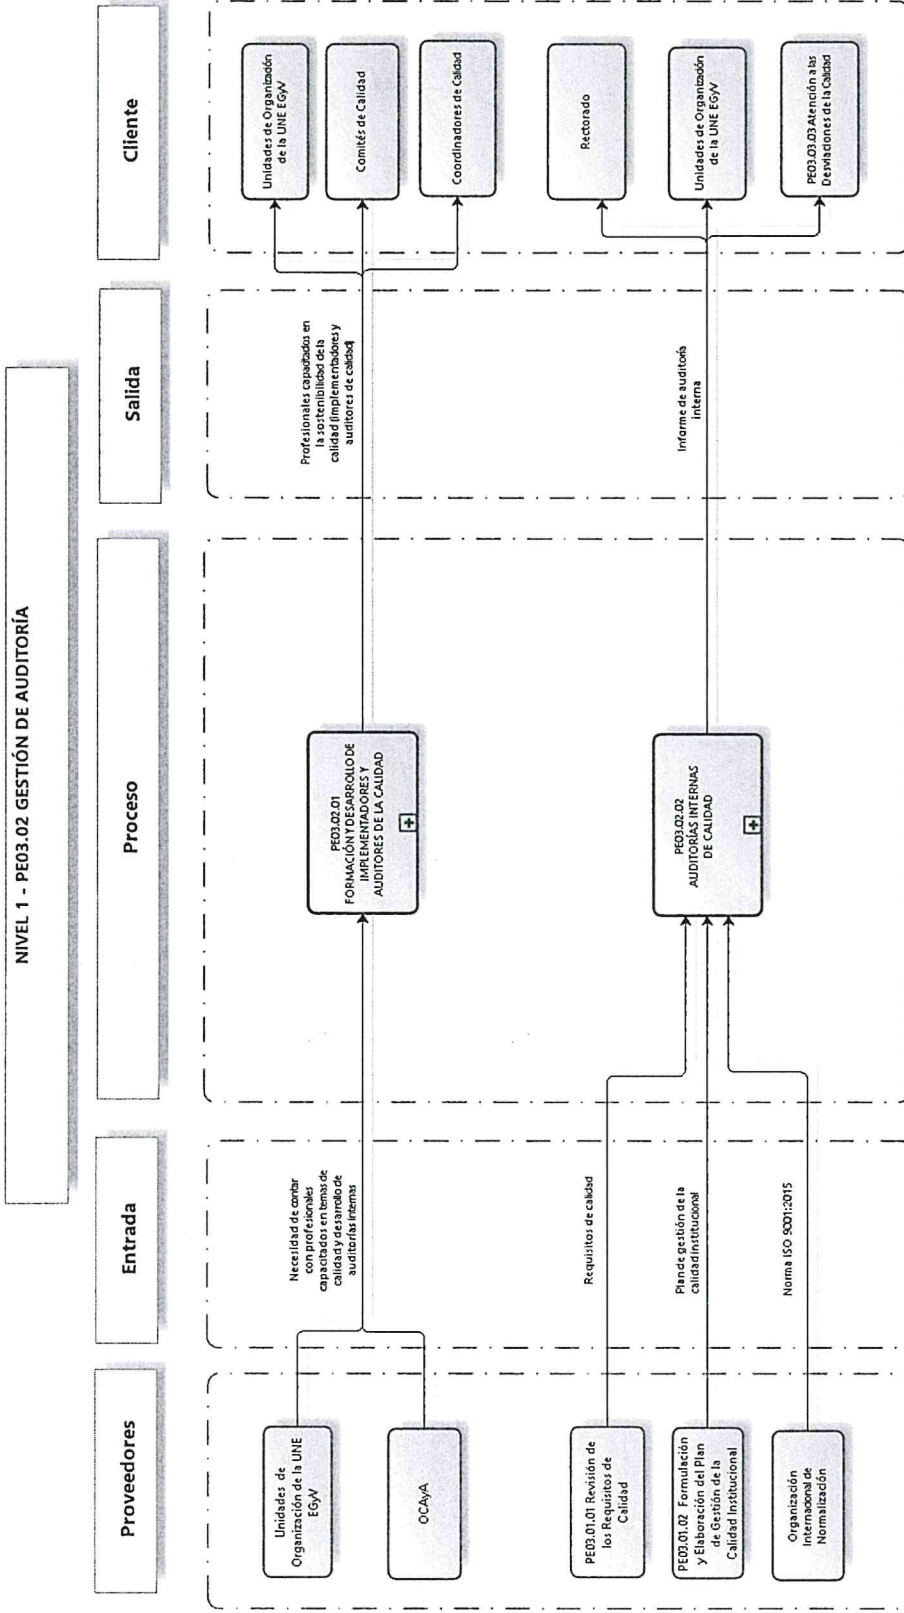 NIVEL 1 - PE03.02 GESTIÓN DE AUDITORÍA
Proveedores
Entrada
Proceso
Salida
Cliente
Unidades de
Organización de la UNE
EGyV
OCAyA
Necesidad de contar
con profesionales
capacitados en temas de
calidad y desarrollo de
auditorías internas
PE03.02.01
FORMACIÓN Y DESARROLLO DE
IMPLEMENTADORES Y
AUDITORES DE LA CALIDAD
Profesionales capacitados en
la sostenibilidad de la
calidad (implementadores y
auditores de calidad)
Unidades de Organización
de la UNE EGyV
Comités de Calidad
Coordinadores de Calidad
PE03.01.01 Revisión de
los Requisitos de
Calidad
PE03.01.02 Formulación
y Elaboración del Plan
de Gestión de la
Calidad Institucional
Organización
Internacional de
Normalización
Requisitos de calidad
Plan de gestión de la
calidad institucional
Norma ISO 9001:2015
PE03.02.02
AUDITORÍAS INTERNAS
DE CALIDAD
Informe de auditoría
interna
Rectorado
Unidades de Organización
de la UNE EGyV
PE03.03.03 Atención a las
Desviaciones de la Calidad